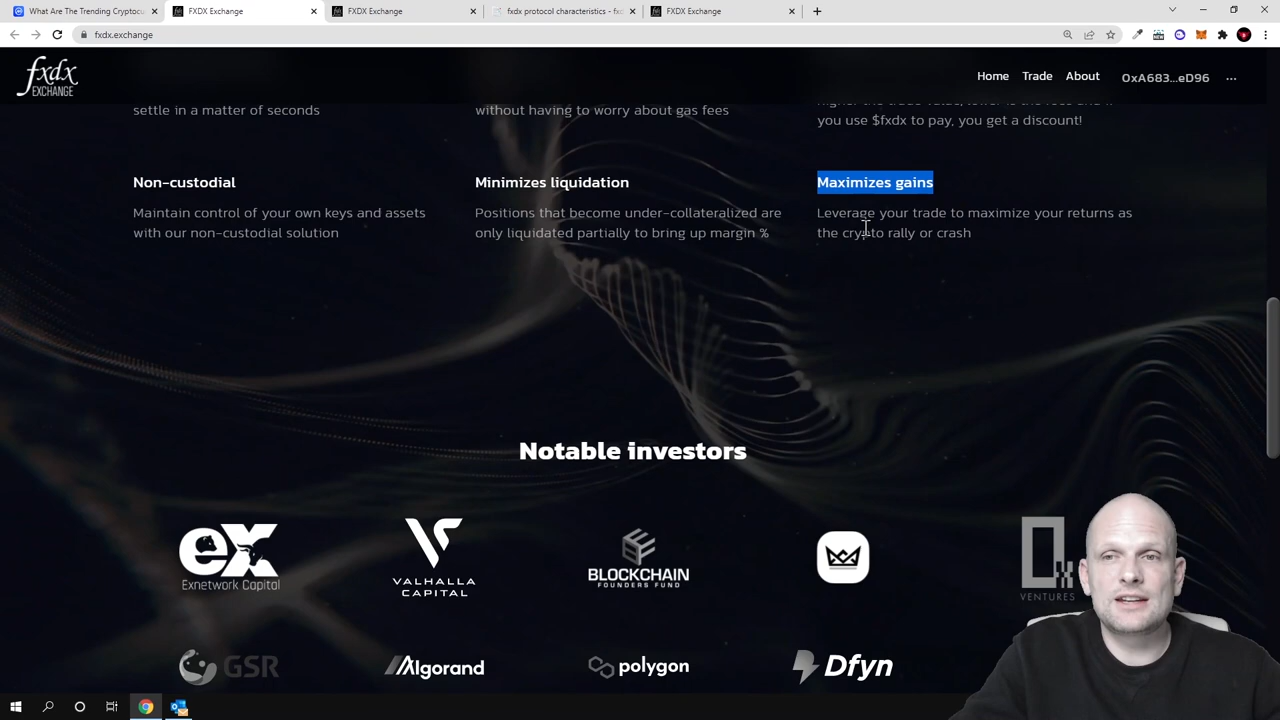 What Are The Trending Cryptocu
FXDX Exchange
FXDX Exchange
fxdx protocol characteristics - fxd
FXDX Exchange
fxdx.exchange
fxdx
EXCHANGE
Home
Trade
About
0xA683...eD96
settle in a matter of seconds
without having to worry about gas fees
you use $fxdx to pay, you get a discount!
Non-custodial
Maintain control of your own keys and assets
with our non-custodial solution
Minimizes liquidation
Positions that become under-collateralized are
only liquidated partially to bring up margin %
Maximizes gains
Leverage your trade to maximize your returns as
the crypto rally or crash
Notable investors
ex
Exnetwork Capital
VALHALLA
CAPITAL
BLOCKCHAIN
FOUNDERS FUND
0x
VENTURES
GSR
Algorand
polygon
Dfyn